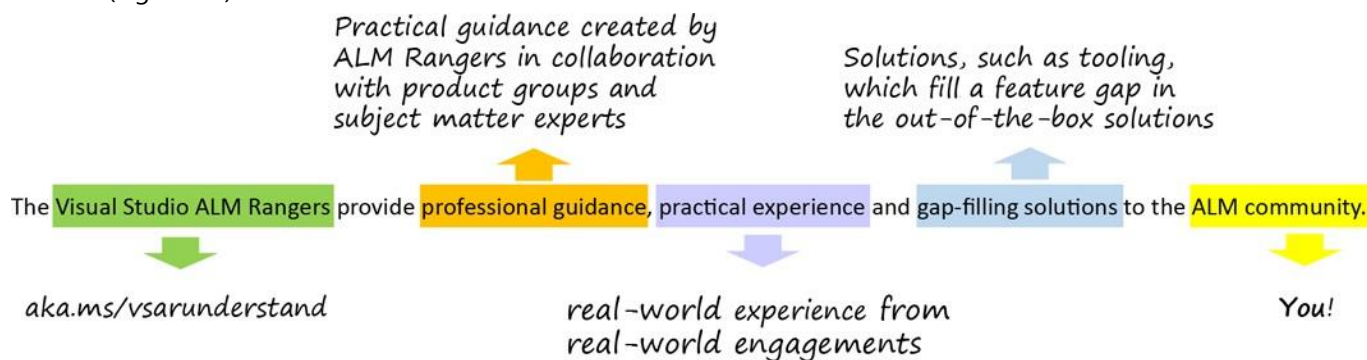 Practical guidance created by
ALM Rangers in collaboration
with product groups and
subject matter experts
Solutions, such as tooling,
which fill a feature gap in
the out-of-the-box solutions
The Visual Studio ALM Rangers provide professional guidance, practical experience and gap-filling solutions to the ALM community.
aka.ms/vsarunderstand
real-world experience from
real-world engagements
You!